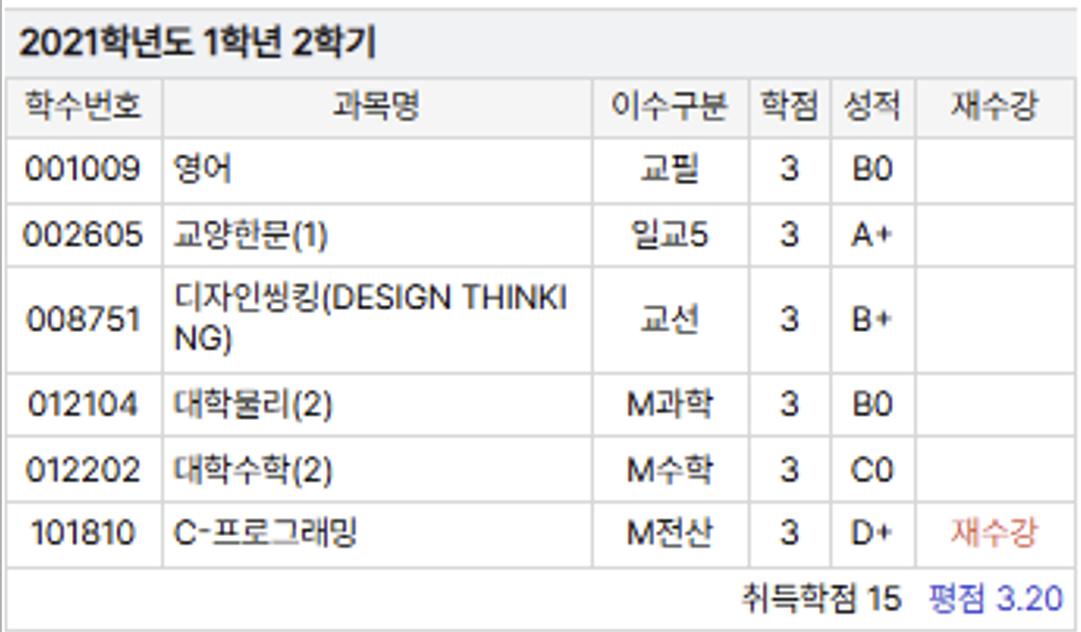 2021학년도 1학년 2학기
학수번호 과목명 이수구분 학점 성적 재수강
001009 영어 교필 3 B0
002605 교양한문(1) 일교5 3 A+
008751 디자인씽킹(DESIGN THINKI
NG) 교선 3 B+
012104 대학물리(2) M과학 3 B0
012202 대학수학(2) M수학 3 C0
101810 C-프로그래밍 M전산 3 D+ 재수강
취득학점 15 평점 3.20